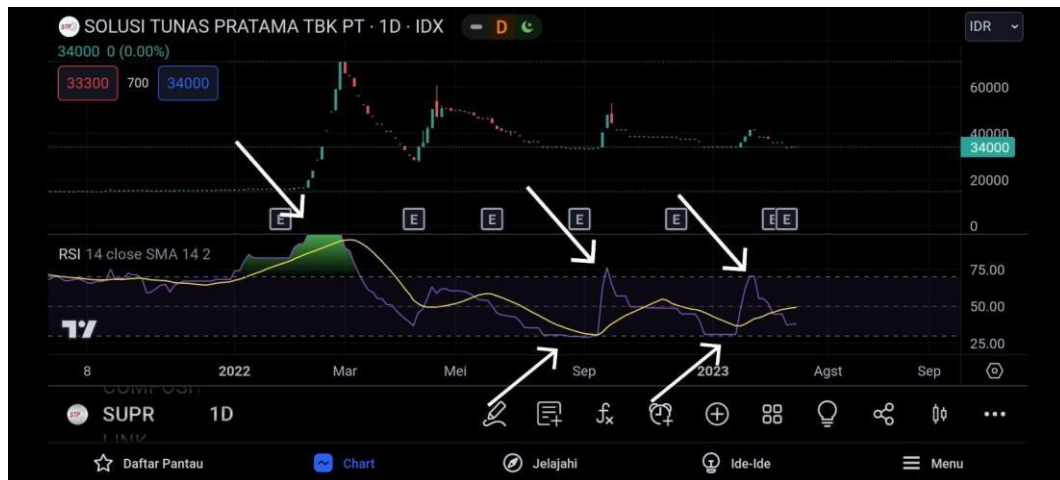 SOLUSI TUNAS PRATAMA TBK PT · 1D · IDX D IDR
34000 0 (0.00%)
33300 700 34000
60000
40000
34000
20000
E E E E E E E
0
RSI 14 close SMA 14 2
75.00
50.00
25.00
8 2022 Mar Mei Sep 2023 Agst Sep
STP SUPR 1D
LINK
Daftar Pantau Chart Jelajahi Ide-Ide Menu